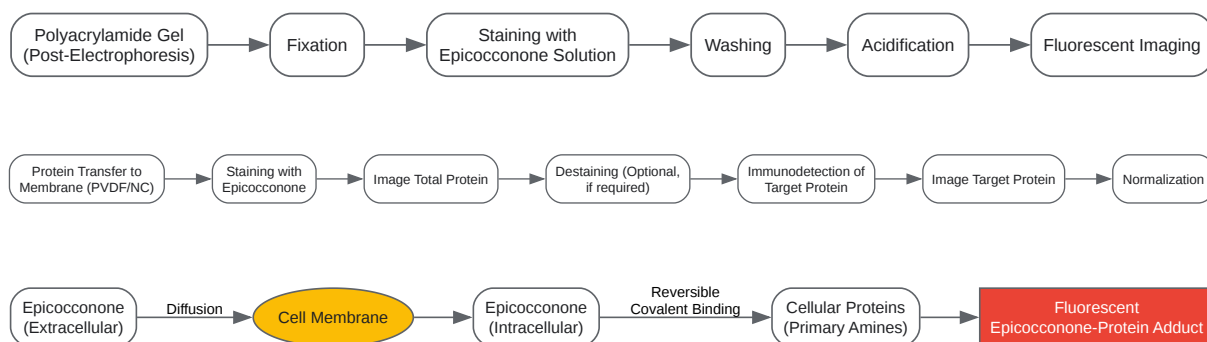 Polyacrylamide Gel
(Post-Electrophoresis)
Fixation
Staining with
Epicocconone Solution
Washing
Acidification
Fluorescent Imaging
Protein Transfer to
Membrane (PVDF/NC)
Staining with
Epicocconone
Image Total Protein
Destaining (Optional,
if required)
Immunodetection of
Target Protein
Image Target Protein
Normalization
Epicocconone
(Extracellular)
Diffusion
Cell Membrane
Epicocconone
(Intracellular)
Reversible
Covalent Binding
Cellular Proteins
(Primary Amines)
Fluorescent
Epicocconone-Protein Adduct